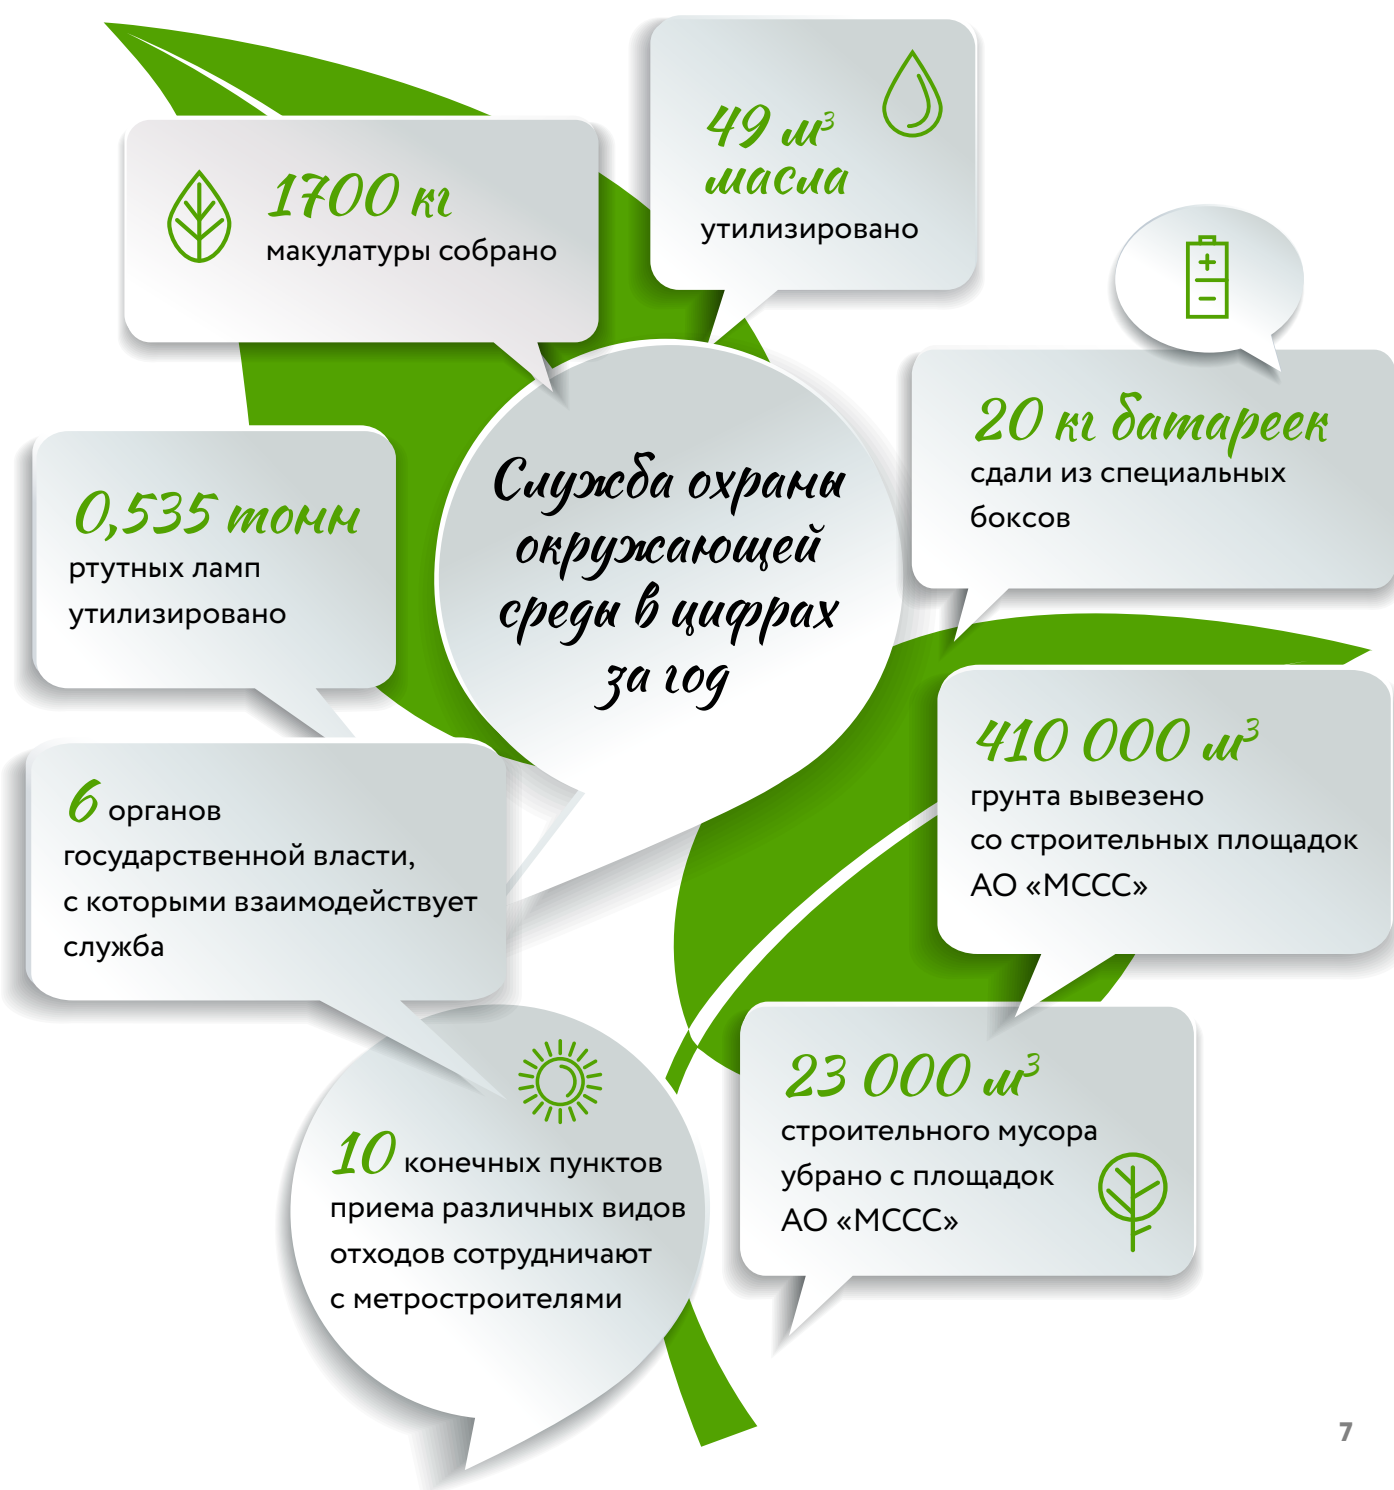 49 м³
масла
утилизировано
1700 кг
макулатуры собрано
+
−
20 кг батареек
сдали из специальных
боксов
Служба охраны
окружающей
среды в цифрах
за год
0,535 тонн
ртутных ламп
утилизировано
410 000 м³
грунта вывезено
со строительных площадок
АО «МССС»
6 органов
государственной власти,
с которыми взаимодействует
служба
23 000 м³
строительного мусора
убрано с площадок
АО «МССС»
10 конечных пунктов
приема различных видов
отходов сотрудничают
с метростроителями
7